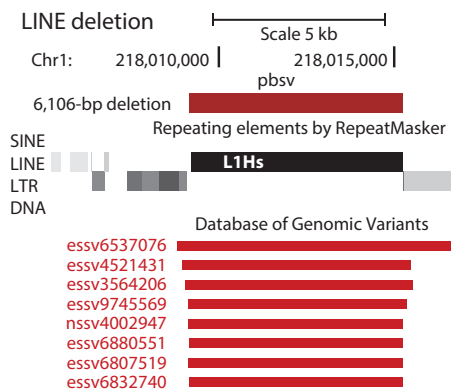 LINE deletion
Scale 5 kb
Chr1: 218,010,000 218,015,000
pbsv
6,106-bp deletion
Repeating elements by RepeatMasker
SINE
LINE L1Hs
LTR
DNA
Database of Genomic Variants
essv6537076
essv4521431
essv3564206
essv9745569
nssv4002947
essv6880551
essv6807519
essv6832740